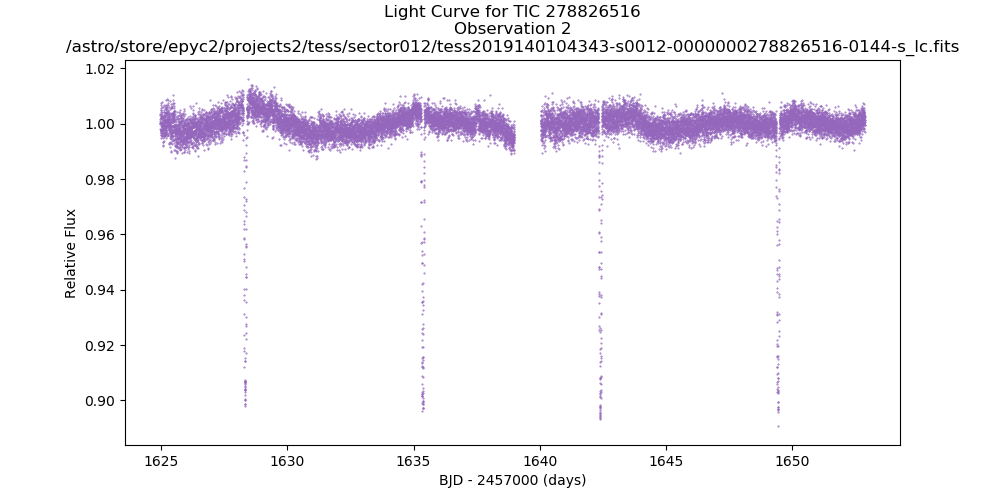 Light Curve for TIC 278826516
Observation 2
/astro/store/epyc2/projects2/tess/sector012/tess2019140104343-s0012-0000000278826516-0144-s_lc.fits
1.02
1.00
0.98
0.96
0.94
0.92
0.90
Relative Flux
1625
1630
1635
1640
1645
1650
BJD - 2457000 (days)